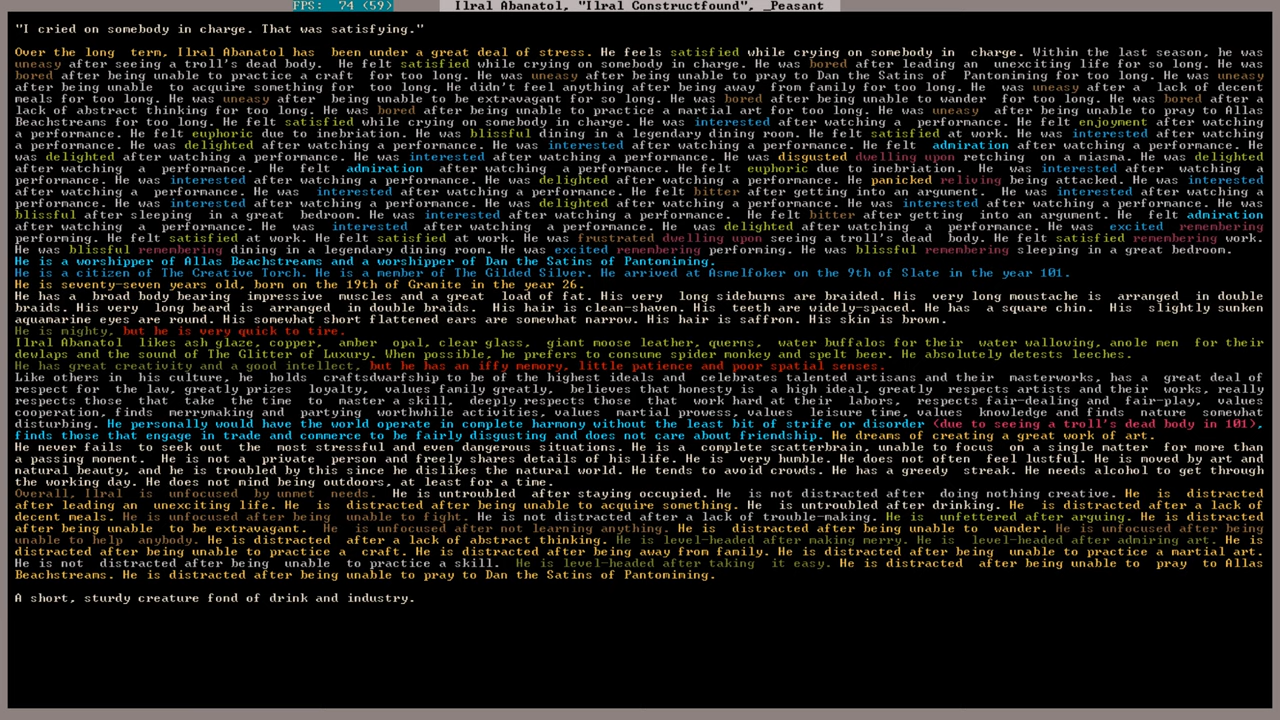 FPS: 74 (59)
Ilral Abanatol, "Ilral Constructfound", _Peasant
"I cried on somebody in charge. That was satisfying."
Over the long term, Ilral Abanatol has been under a great deal of stress. He feels satisfied while crying on somebody in charge. Within the last season, he was
uneasy after seeing a troll's dead body. He felt satisfied while crying on somebody in charge. He was bored after leading an unexciting life for so long. He was
bored after being unable to practice a craft for too long. He was uneasy after being unable to pray to Dan the Satins of Pantomiming for too long. He was uneasy
after being unable to acquire something for too long. He didn't feel anything after being away from family for too long. He was uneasy after a lack of decent
meals for too long. He was uneasy after being unable to be extravagant for so long. He was bored after being unable to wander for too long. He was bored after a
lack of abstract thinking for too long. He was bored after being unable to practice a martial art for too long. He was uneasy after being unable to pray to Allas
Beachstreams for too long. He felt satisfied while crying on somebody in charge. He was interested after watching a performance. He felt enjoyment after watching
a performance. He felt euphoric due to inebriation. He was blissful dining in a legendary dining room. He felt satisfied at work. He was interested after watching
a performance. He was delighted after watching a performance. He was interested after watching a performance. He felt admiration after watching a performance. He
was delighted after watching a performance. He was interested after watching a performance. He was disgusted dwelling upon retching on a miasma. He was delighted
after watching a performance. He felt admiration after watching a performance. He felt euphoric due to inebriation. He was interested after watching a
performance. He was interested after watching a performance. He was delighted after watching a performance. He panicked reliving being attacked. He was interested
after watching a performance. He was interested after watching a performance. He felt bitter after getting into an argument. He was interested after watching a
performance. He was interested after watching a performance. He was delighted after watching a performance. He was interested after watching a performance. He was
blissful after sleeping in a great bedroom. He was interested after watching a performance. He felt bitter after getting into an argument. He felt admiration
after watching a performance. He was interested after watching a performance. He was delighted after watching a performance. He was excited remembering
performing. He felt satisfied at work. He felt satisfied at work. He was frustrated dwelling upon seeing a troll's dead body. He felt satisfied remembering work.
He was blissful remembering dining in a legendary dining room. He was excited remembering performing. He was blissful remembering sleeping in a great bedroom.
He is a worshipper of Allas Beachstreams and a worshipper of Dan the Satins of Pantomiming.
He is a citizen of The Creative Torch. He is a member of The Gilded Silver. He arrived at Asmelfoker on the 9th of Slate in the year 101.
He is seventy-seven years old, born on the 19th of Granite in the year 26.
He has a broad body bearing impressive muscles and a great load of fat. His very long sideburns are braided. His very long moustache is arranged in double
braids. His very long beard is arranged in double braids. His hair is clean-shaven. His teeth are widely-spaced. He has a square chin. His slightly sunken
aquamarine eyes are round. His somewhat short flattened ears are somewhat narrow. His hair is saffron. His skin is brown.
He is mighty, but he is very quick to tire.
Ilral Abanatol likes ash glaze, copper, amber opal, clear glass, giant moose leather, querns, water buffalos for their water wallowing, anole men for their
dewlaps and the sound of The Glitter of Luxury. When possible, he prefers to consume spider monkey and spelt beer. He absolutely detests leeches.
He has great creativity and a good intellect, but he has an iffy memory, little patience and poor spatial senses.
Like others in his culture, he holds craftsdwarfship to be of the highest ideals and celebrates talented artisans and their masterworks, has a great deal of
respect for the law, greatly prizes loyalty, values family greatly, believes that honesty is a high ideal, greatly respects artists and their works, really
respects those that take the time to master a skill, deeply respects those that work hard at their labors, respects fair-dealing and fair-play, values
cooperation, finds merrymaking and partying worthwhile activities, values martial prowess, values leisure time, values knowledge and finds nature somewhat
disturbing. He personally would have the world operate in complete harmony without the least bit of strife or disorder (due to seeing a troll's dead body in 101),
finds those that engage in trade and commerce to be fairly disgusting and does not care about friendship. He dreams of creating a great work of art.
He never fails to seek out the most stressful and even dangerous situations. He is a complete scatterbrain, unable to focus on a single matter for more than
a passing moment. He is not a private person and freely shares details of his life. He is very humble. He does not often feel lustful. He is moved by art and
natural beauty, and he is troubled by this since he dislikes the natural world. He tends to avoid crowds. He has a greedy streak. He needs alcohol to get through
the working day. He does not mind being outdoors, at least for a time.
Overall, Ilral is unfocused by unmet needs. He is untroubled after staying occupied. He is not distracted after doing nothing creative. He is distracted
after leading an unexciting life. He is distracted after being unable to acquire something. He is untroubled after drinking. He is distracted after a lack of
decent meals. He is unfocused after being unable to fight. He is not distracted after a lack of trouble-making. He is unfettered after arguing. He is distracted
after being unable to be extravagant. He is unfocused after not learning anything. He is distracted after being unable to wander. He is unfocused after being
unable to help anybody. He is distracted after a lack of abstract thinking. He is level-headed after making merry. He is level-headed after admiring art. He is
distracted after being unable to practice a craft. He is distracted after being away from family. He is distracted after being unable to practice a martial art.
He is not distracted after being unable to practice a skill. He is level-headed after taking it easy. He is distracted after being unable to pray to Allas
Beachstreams. He is distracted after being unable to pray to Dan the Satins of Pantomiming.
A short, sturdy creature fond of drink and industry.